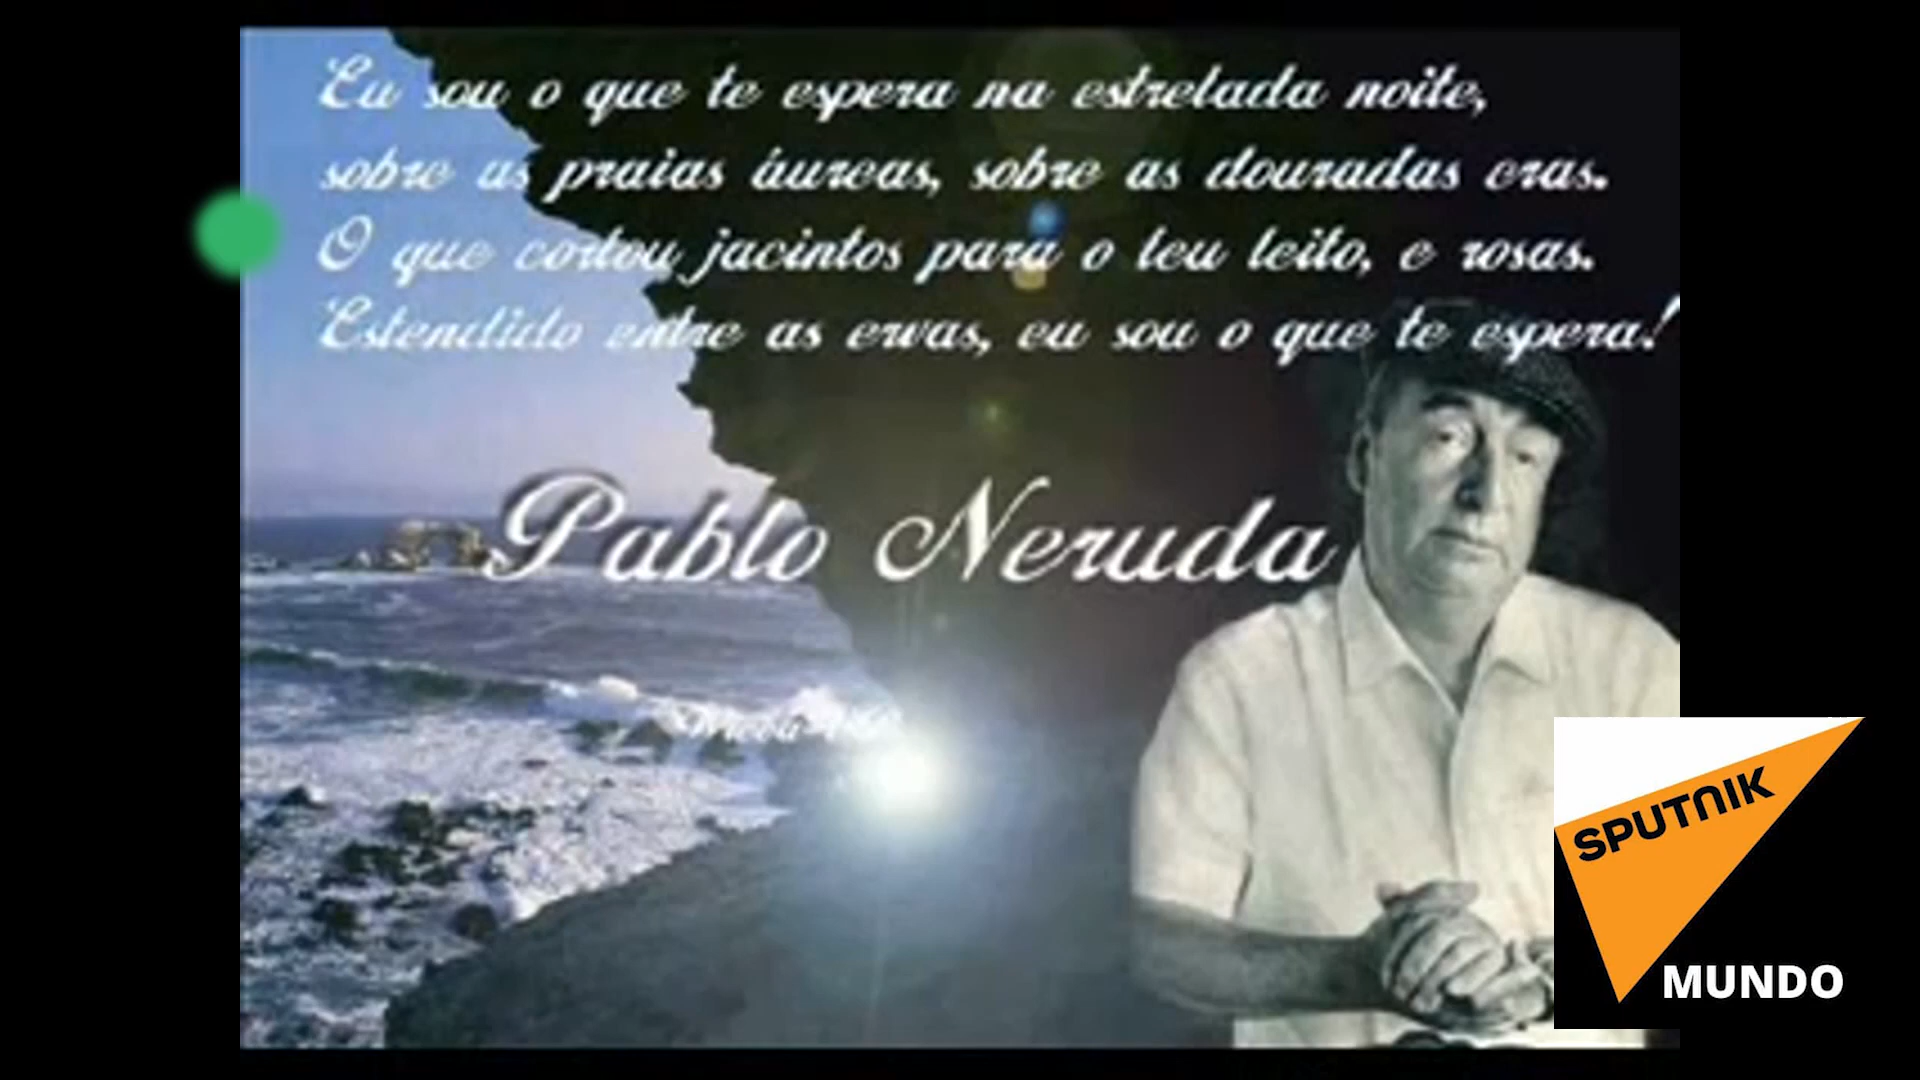 Eu sou o que te espera na estrelada noite,
sobre as praias áureas, sobre as douradas eras.
O que cortou jacintos para o teu leito, e rosas.
Estendido entre as ervas, eu sou o que te espera!
Pablo Neruda
SPUTNIK
MUNDO